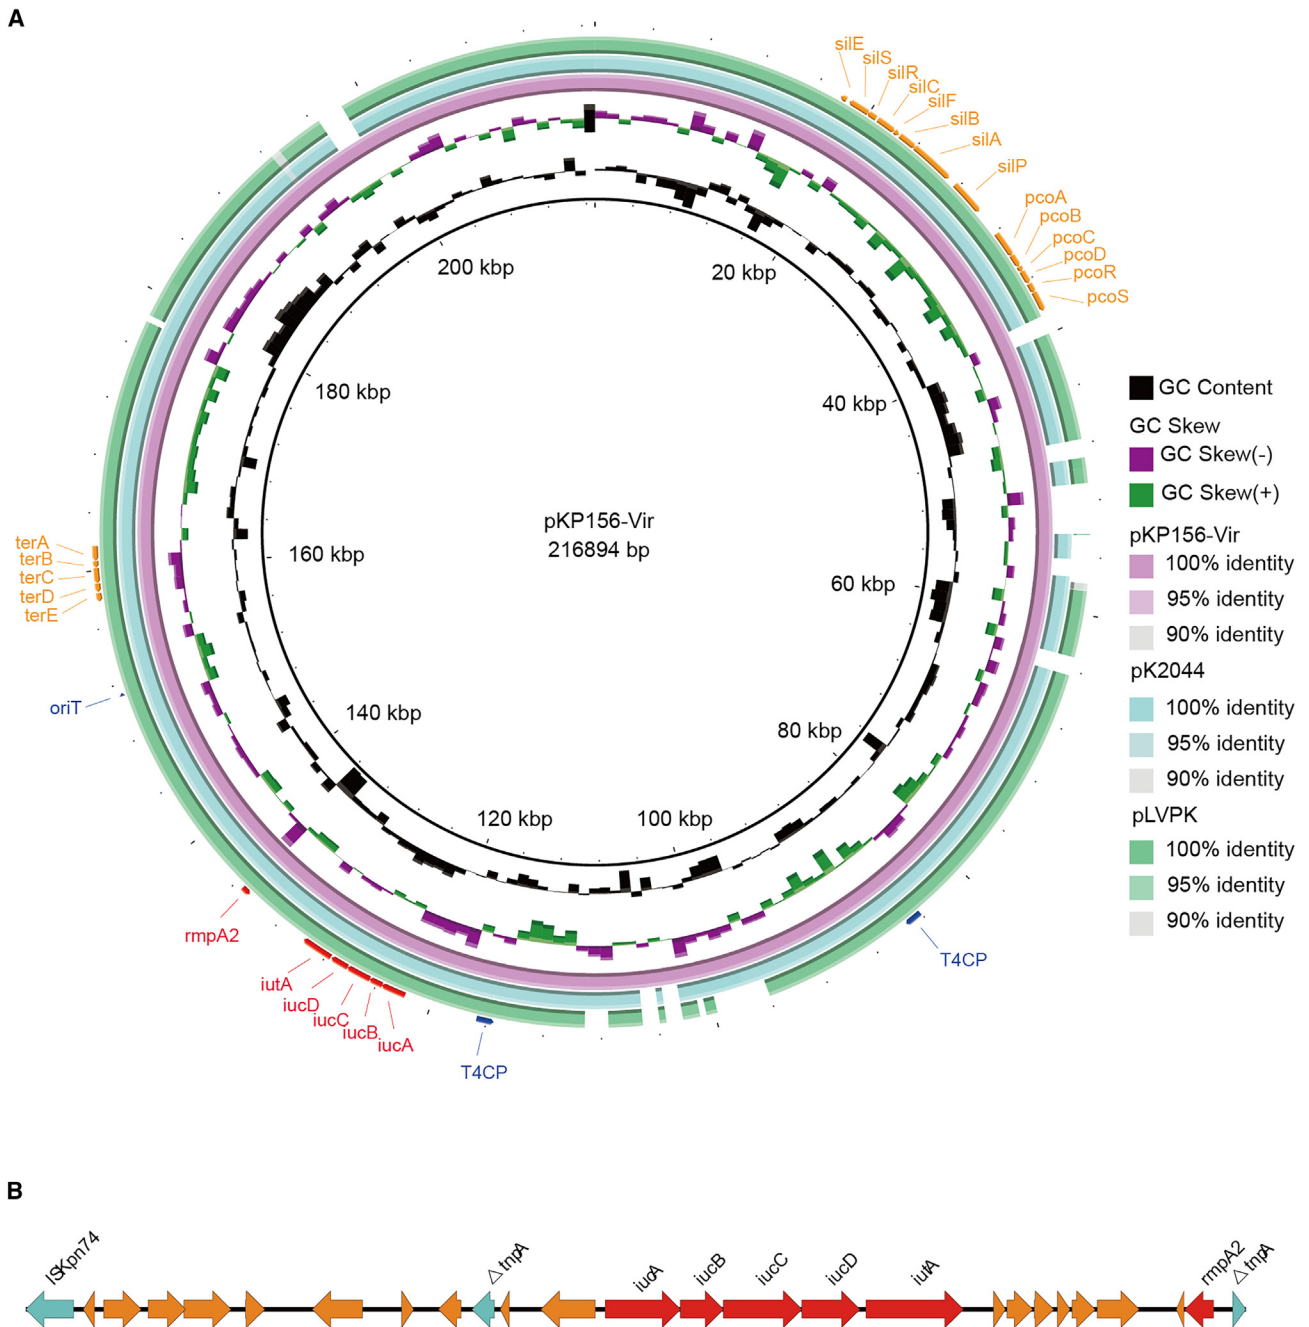 A
silE
silS
silR
silC
silF
silB
silA
silP
pcoA
pcoB
pcoC
pcoD
pcoR
pcoS
200 kbp
20 kbp
180 kbp
40 kbp
160 kbp
60 kbp
140 kbp
80 kbp
120 kbp
100 kbp
pKP156-Vir
216894 bp
terA
terB
terC
terD
terE
oriT
rmpA2
iutA
iucD
iucC
iucB
iucA
T4CP
T4CP
GC Content
GC Skew
GC Skew(-)
GC Skew(+)
pKP156-Vir
100% identity
95% identity
90% identity
pK2044
100% identity
95% identity
90% identity
pLVPK
100% identity
95% identity
90% identity
B
ISKpn74
△tnpA
iucA
iucB
iucC
iucD
iutA
rmpA2
△tnpA